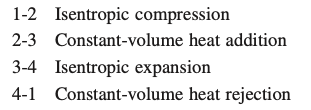 1-2 Isentropic compression
2-3 Constant-volume heat addition
3-4 Isentropic expansion
4-1 Constant-volume heat rejection